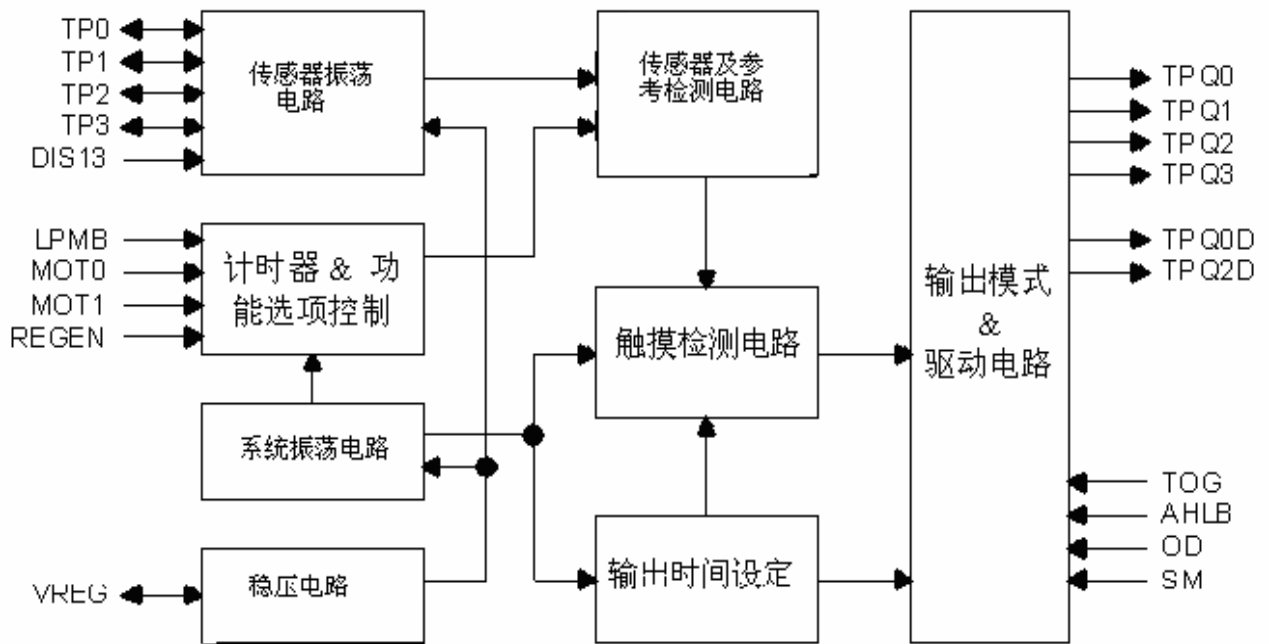 TP0
TP1
TP2
TP3
DIS13
传感器振荡
电路
传感器及参
考检测电路
TPQ0
TPQ1
TPQ2
TPQ3
TPQ0D
TPQ2D
LPMB
MOT0
MOT1
REGEN
计时器 & 功
能选项控制
触摸检测电路
输出模式
&
驱动电路
系统振荡电路
TOG
AHLB
OD
SM
VREG
稳压电路
输出时间设定